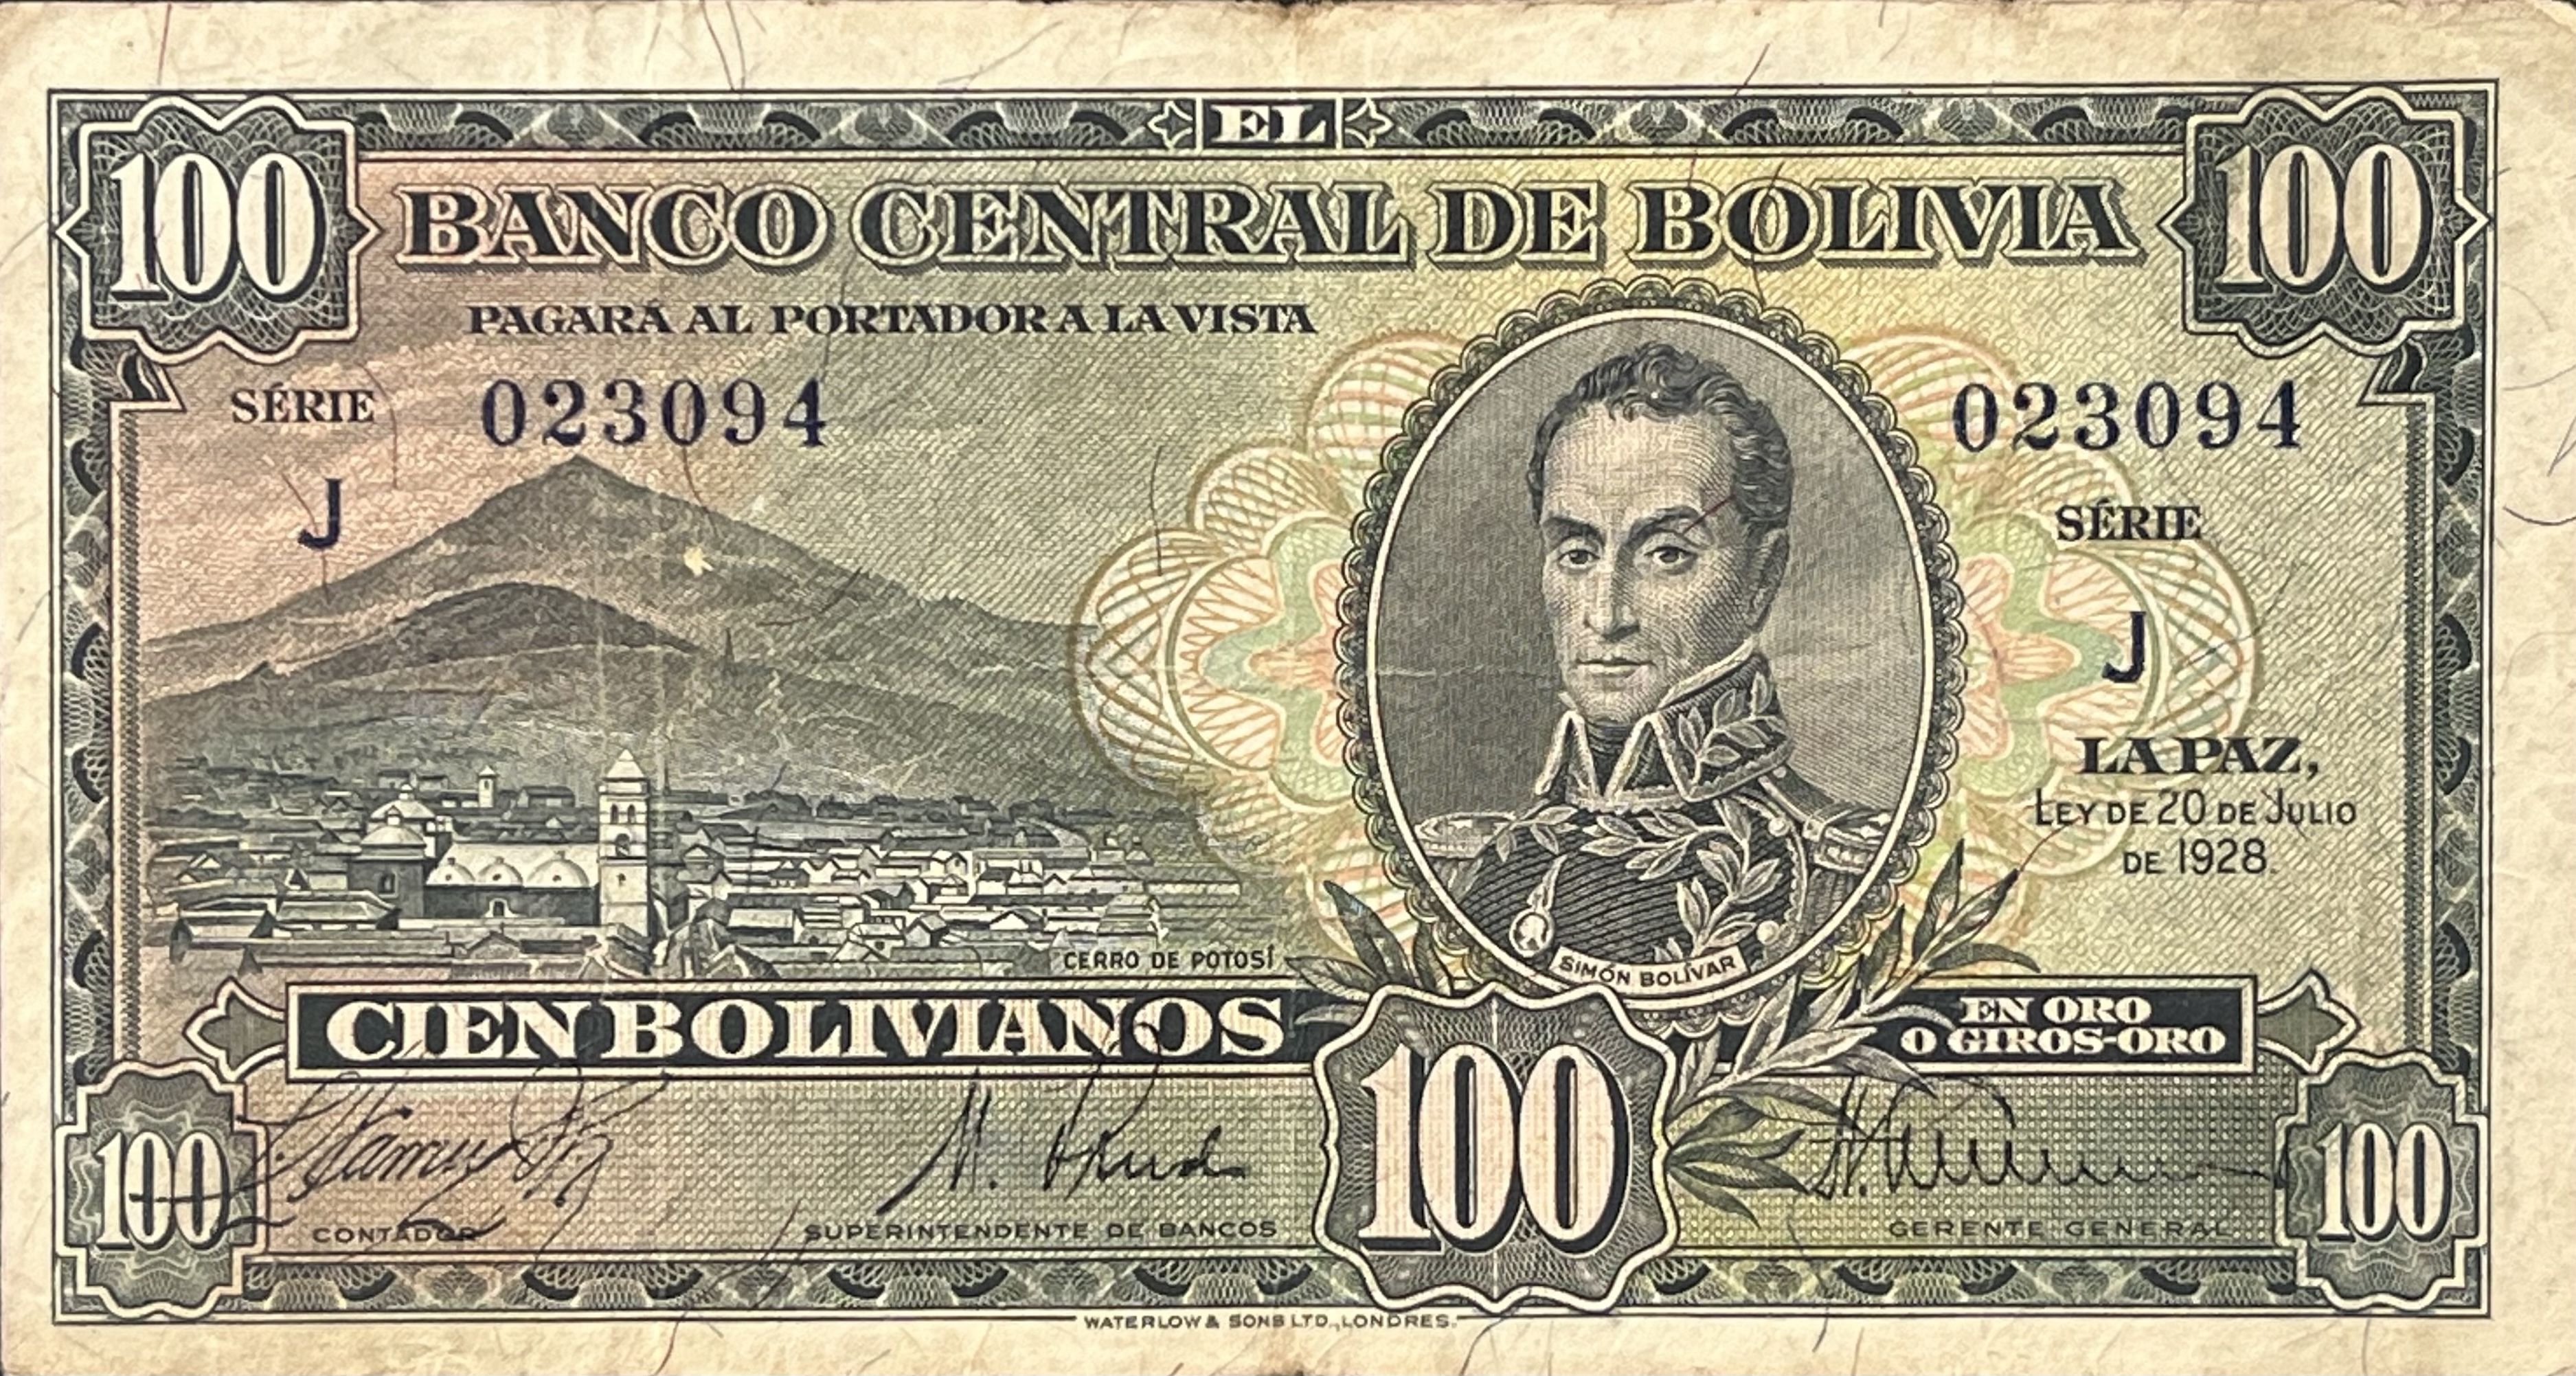 EL
100 100
BANCO CENTRAL DE BOLIVIA
PAGARÁ AL PORTADOR A LA VISTA
SÉRIE 023094 023094
J
SÉRIE
J
LA PAZ,
LEY DE 20 DE JULIO
DE 1928.
CERRO DE POTOSÍ
SIMÓN BOLÍVAR
CIEN BOLIVIANOS
EN ORO
O GIROS-ORO
100 100 100
CONTADOR SUPERINTENDENTE DE BANCOS GERENTE GENERAL
WATERLOW & SONS LTD., LONDRES.